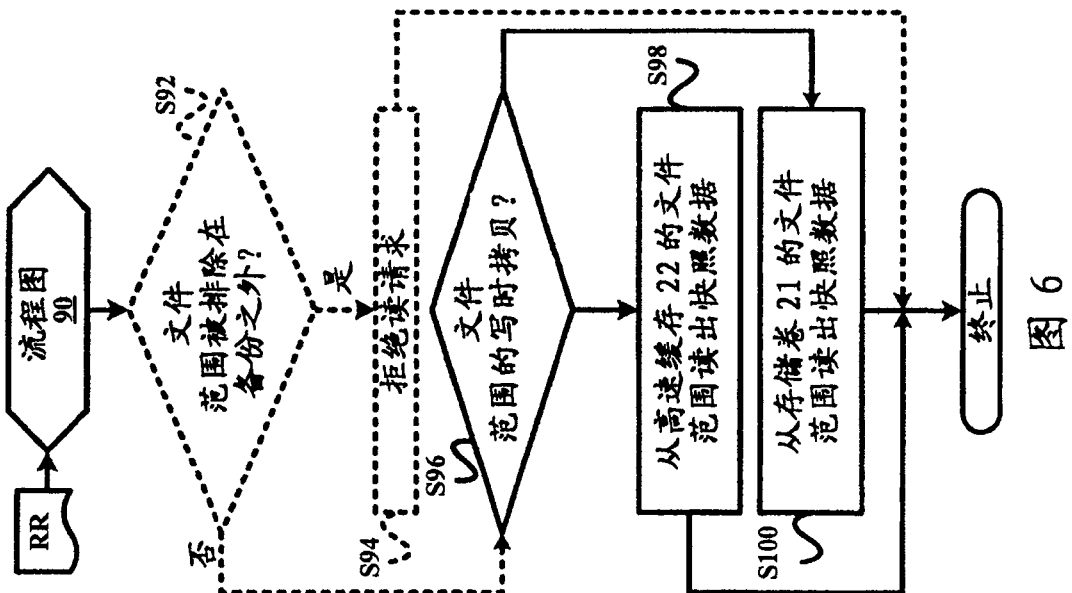 RR
流程图
90
S92
文件
范围被排除在
备份之外?
否
是
S94
拒绝读请求
S96
文件
范围的写时拷贝?
S98
从高速缓存 22 的文件
范围读出快照数据
S100
从存储卷 21 的文件
范围读出快照数据
终止
图 6